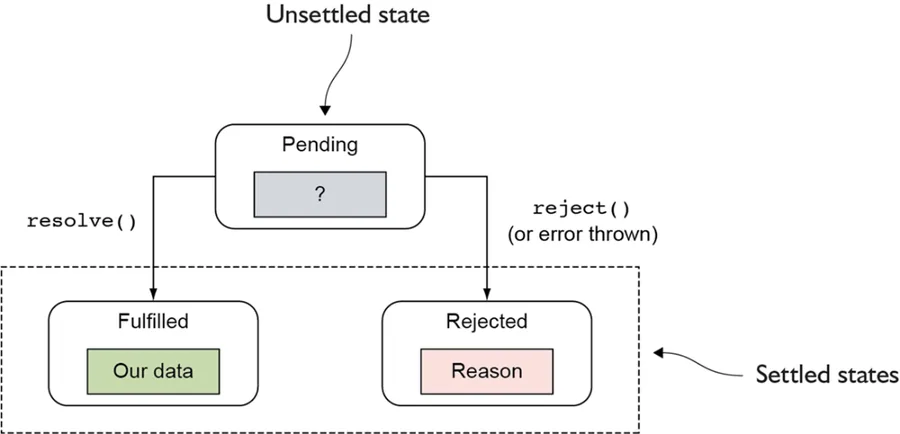 Unsettled state
Pending
?
resolve()
reject()
(or error thrown)
Fulfilled
Our data
Rejected
Reason
Settled states